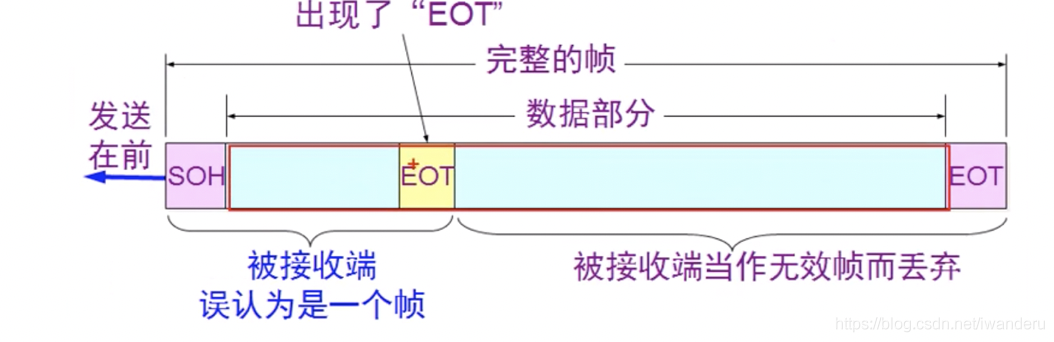 出现了“EOT”
完整的帧
数据部分
发送
在前
SOH
EOT
EOT
被接收端
误认为是一个帧
被接收端当作无效帧而丢弃
https://blog.csdn.net/iwanderu